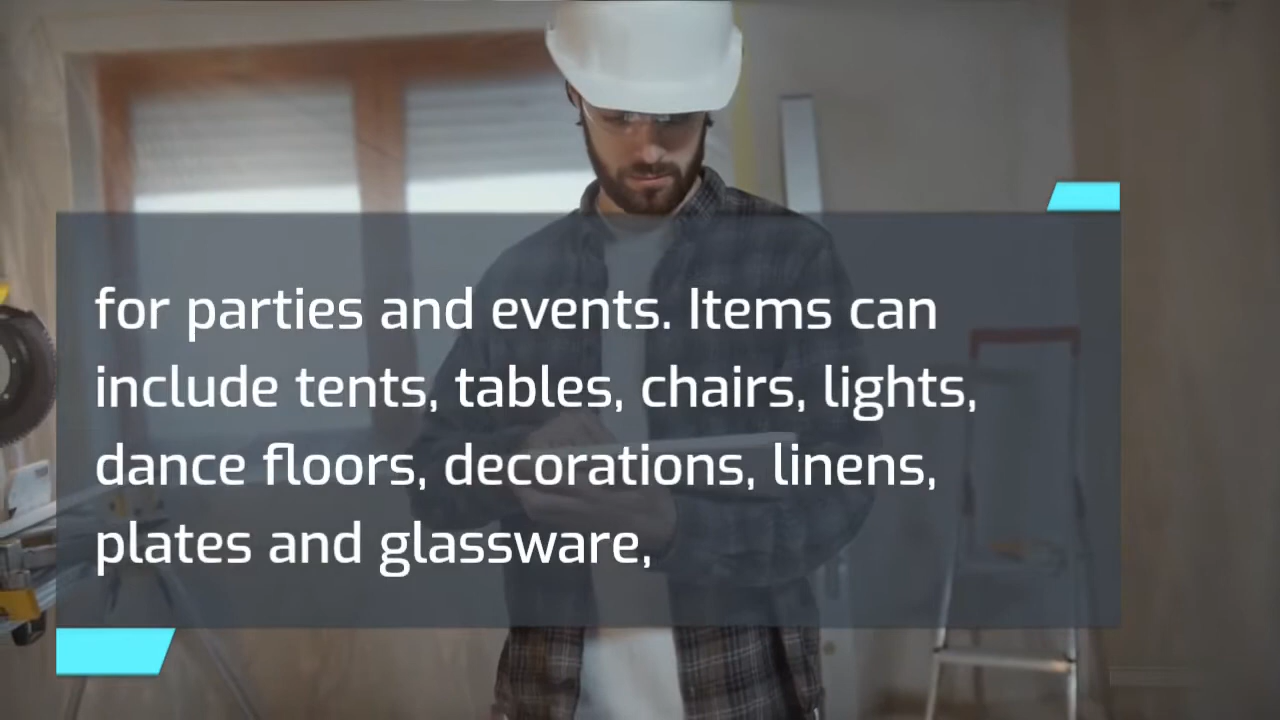 for parties and events. Items can
include tents, tables, chairs, lights,
dance floors, decorations, linens,
plates and glassware,